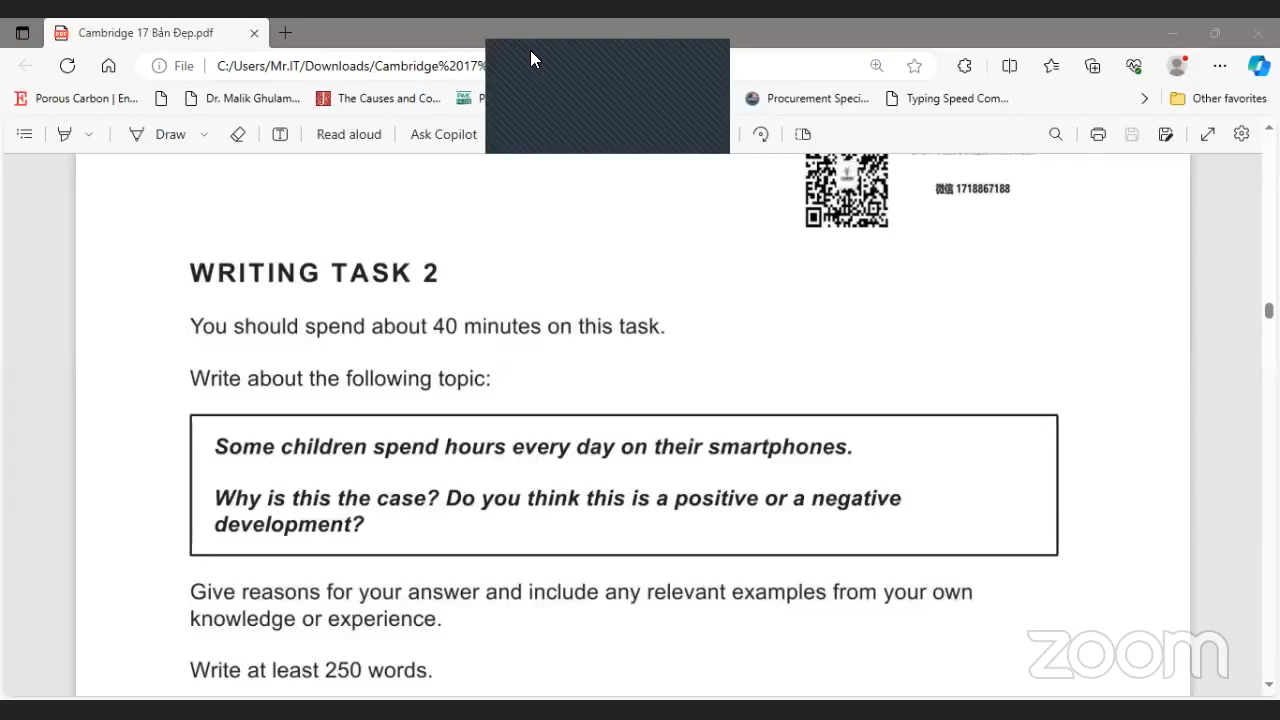 Cambridge 17 Bản Đẹp.pdf
File C:/Users/Mr.IT/Downloads/Cambridge%2017%
Porous Carbon | En... Dr. Malik Ghulam... The Causes and Co... Procurement Speci... Typing Speed Com... Other favorites
Draw Read aloud Ask Copilot
微信 1718867188
WRITING TASK 2
You should spend about 40 minutes on this task.
Write about the following topic:
Some children spend hours every day on their smartphones.
Why is this the case? Do you think this is a positive or a negative
development?
Give reasons for your answer and include any relevant examples from your own
knowledge or experience.
Write at least 250 words.
zoom